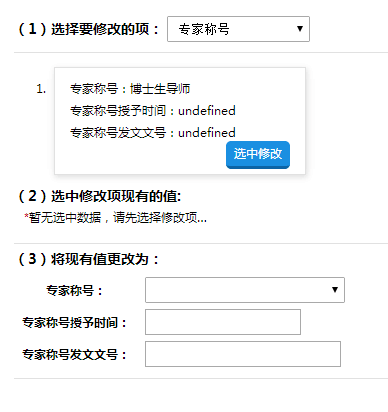 （1）选择要修改的项： 专家称号
1. 专家称号：博士生导师
专家称号授予时间：undefined
专家称号发文文号：undefined
选中修改
（2）选中修改项现有的值:
*暂无选中数据，请先选择修改项...
（3）将现有值更改为：
专家称号：
专家称号授予时间：
专家称号发文文号：